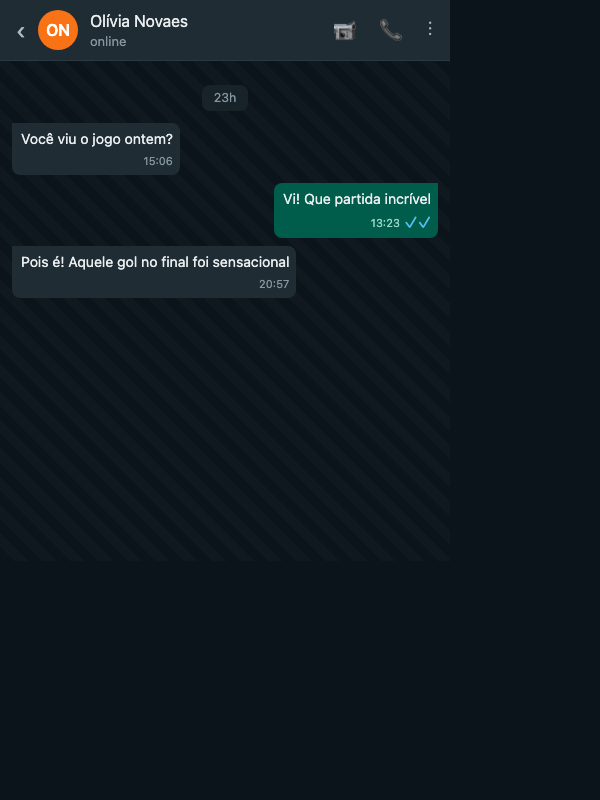 ON
Olívia Novaes
online
23h
Você viu o jogo ontem?
15:06
Vi! Que partida incrível
13:23
Pois é! Aquele gol no final foi sensacional
20:57